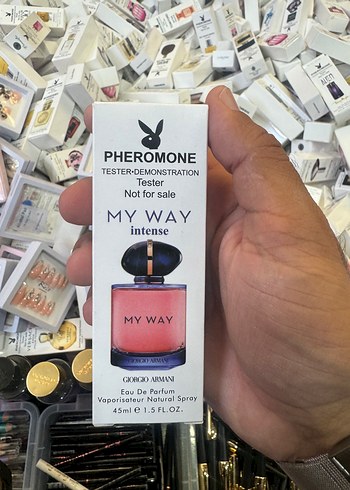 PHEROMONE
TESTER•DEMONSTRATION
Tester
Not for sale
MY WAY
intense
MY WAY
GIORGIO ARMANI
GIORGIO ARMANI
Eau De Parfum
Vaporisateur Natural Spray
45ml ℮ 1.5 FL.OZ.